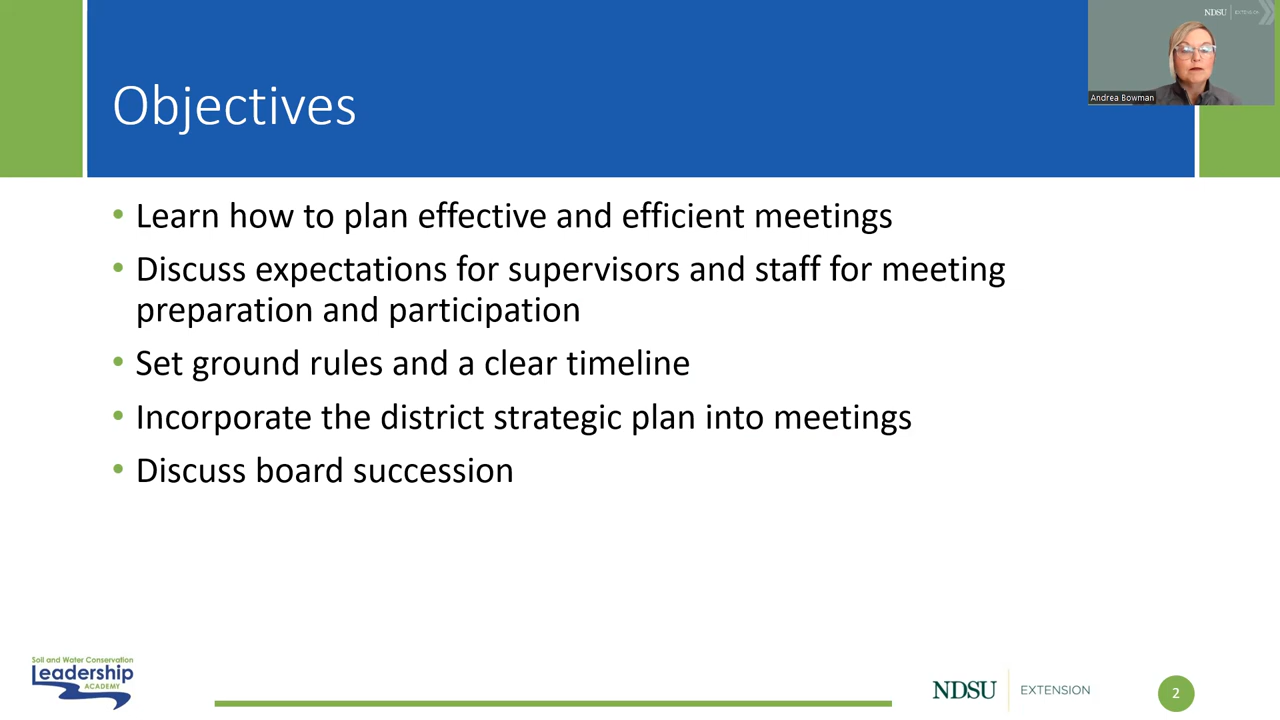 NDSU EXTENSION
Andrea Bowman
Objectives
• Learn how to plan effective and efficient meetings
• Discuss expectations for supervisors and staff for meeting
preparation and participation
• Set ground rules and a clear timeline
• Incorporate the district strategic plan into meetings
• Discuss board succession
Soil and Water Conservation
Leadership
ACADEMY
NDSU EXTENSION
2